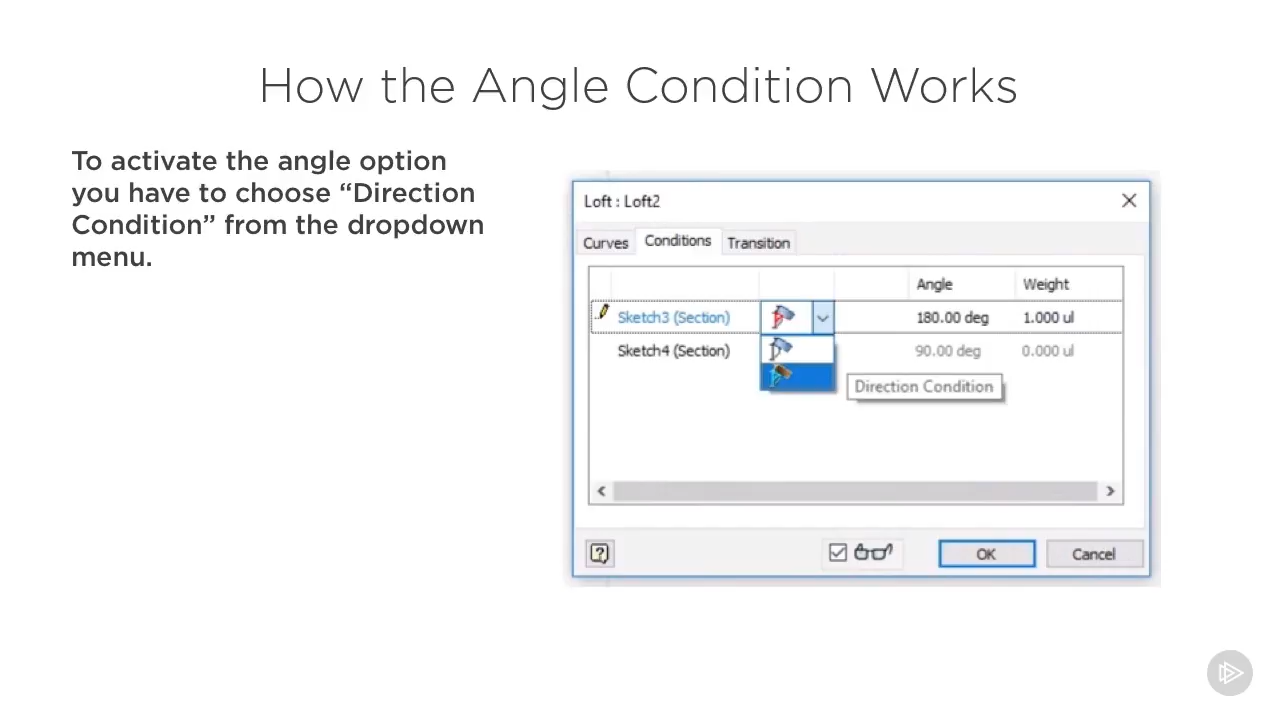 How the Angle Condition Works
To activate the angle option
you have to choose “Direction
Condition” from the dropdown
menu.
Loft : Loft2
Curves Conditions Transition
Angle Weight
Sketch3 (Section) 180.00 deg 1.000 ul
Sketch4 (Section) 90.00 deg 0.000 ul
Direction Condition
OK Cancel